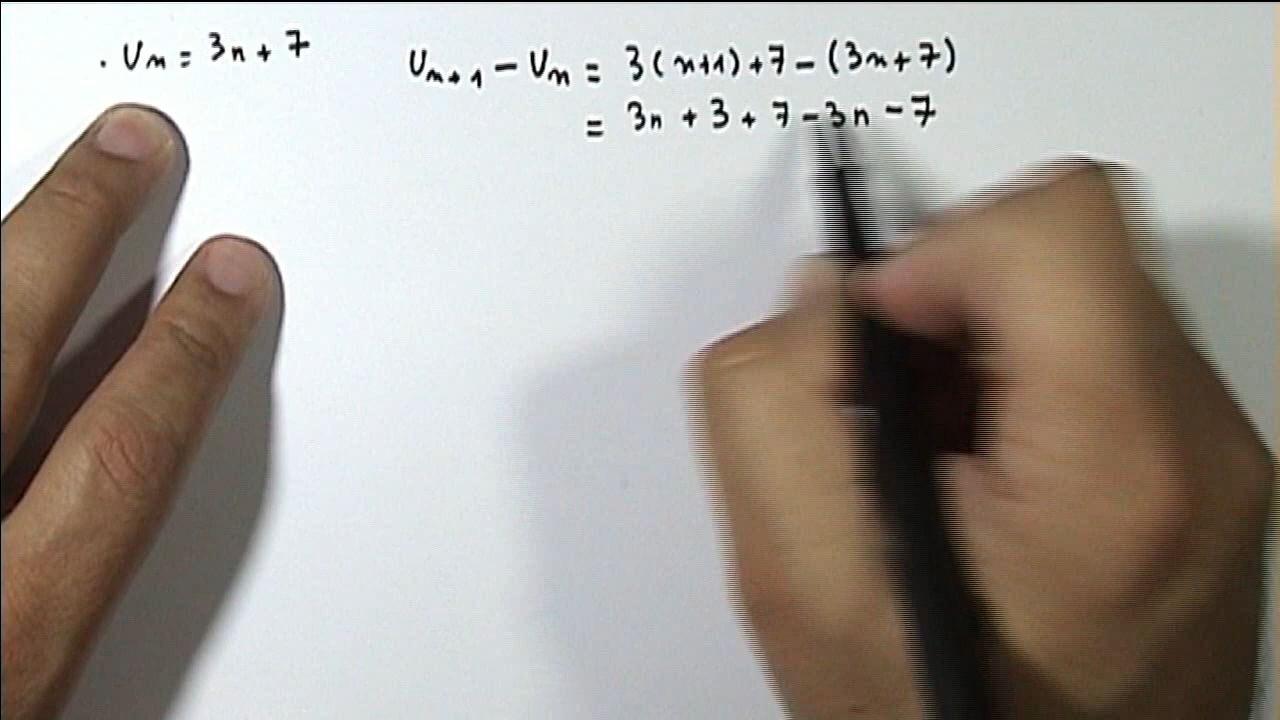 . Un = 3n + 7
Un+1 - Un = 3(n+1) + 7 - (3n + 7)
= 3n + 3 + 7 - 3n - 7